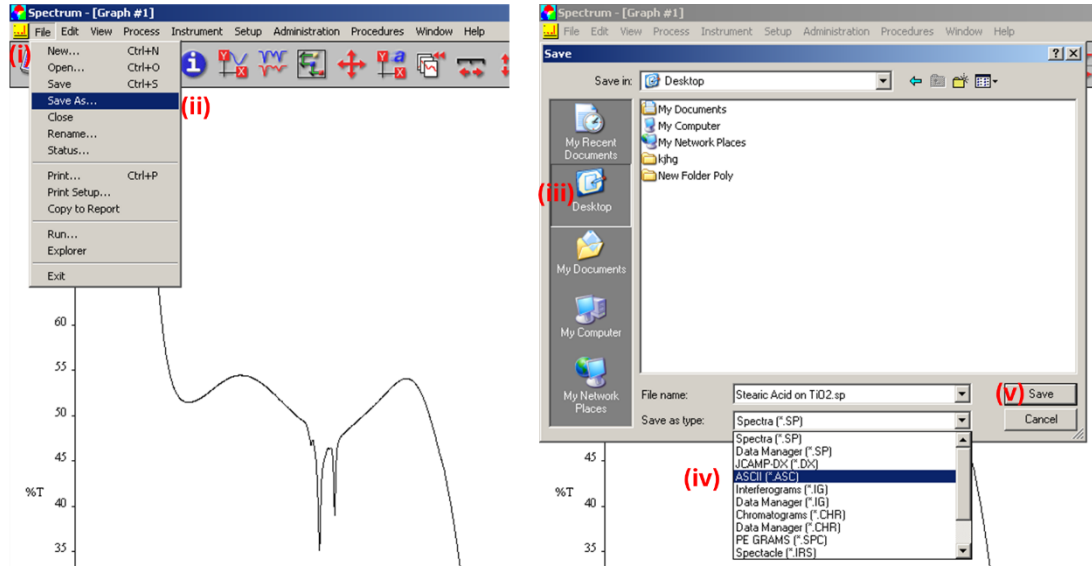 Spectrum - [Graph #1]
File Edit View Process Instrument Setup Administration Procedures Window Help
(i)
New... Ctrl+N
Open... Ctrl+O
Save Ctrl+S
Save As...
(ii)
Close
Rename...
Status...
Print... Ctrl+P
Print Setup...
Copy to Report
Run...
Explorer
Exit
60
55
50
45
%T
40
35
Spectrum - [Graph #1]
File Edit View Process Instrument Setup Administration Procedures Window Help
Save
Save in: Desktop
My Recent
Documents
(iii)
Desktop
My Documents
My Computer
My Network
Places
My Documents
My Computer
My Network Places
kjhg
New Folder Poly
File name: Stearic Acid on TiO2.sp
(v) Save
Save as type: Spectra (*.SP)
Cancel
Spectra (*.SP)
Data Manager (*.SP)
JCAMP-DX (*.DX)
(iv)
ASCII (*.ASC)
Interferograms (*.IG)
Data Manager (*.IG)
Chromatograms (*.CHR)
Data Manager (*.CHR)
PE GRAMS (*.SPC)
Spectacle (*.IRS)
45
%T
40
35